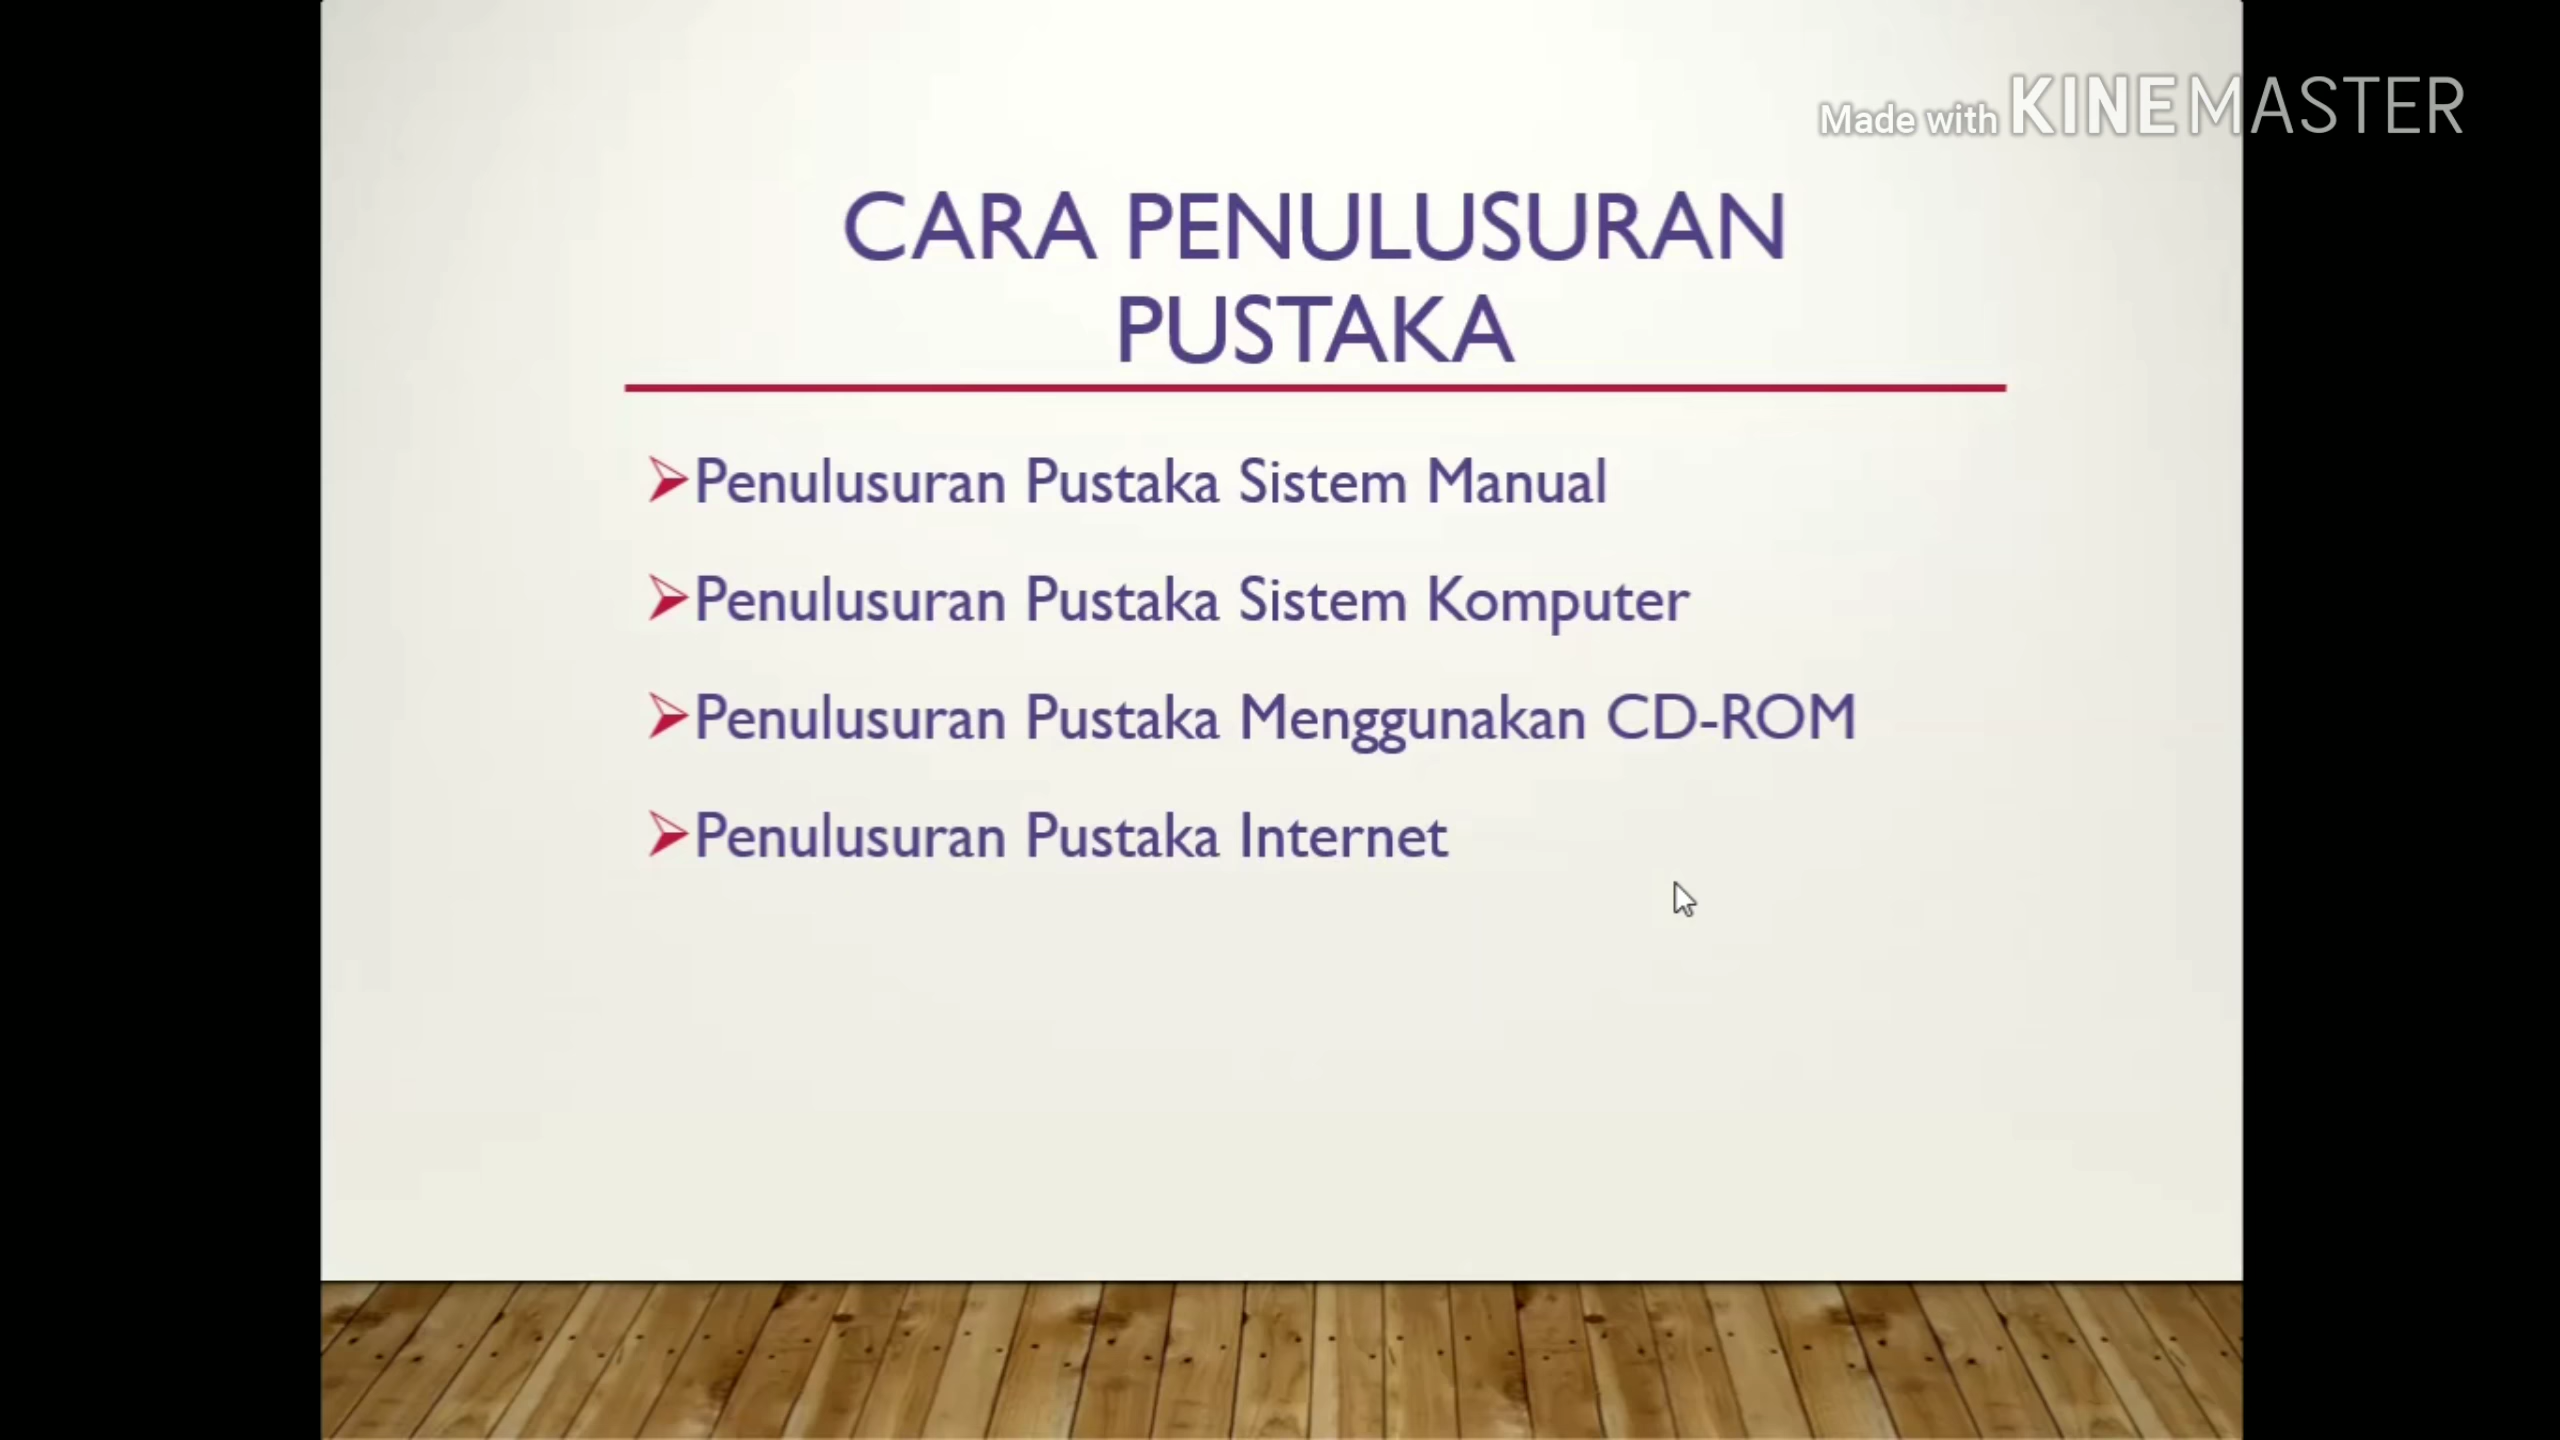 Made with KINEMASTER
CARA PENULUSURAN
PUSTAKA
Penulusuran Pustaka Sistem Manual
Penulusuran Pustaka Sistem Komputer
Penulusuran Pustaka Menggunakan CD-ROM
Penulusuran Pustaka Internet